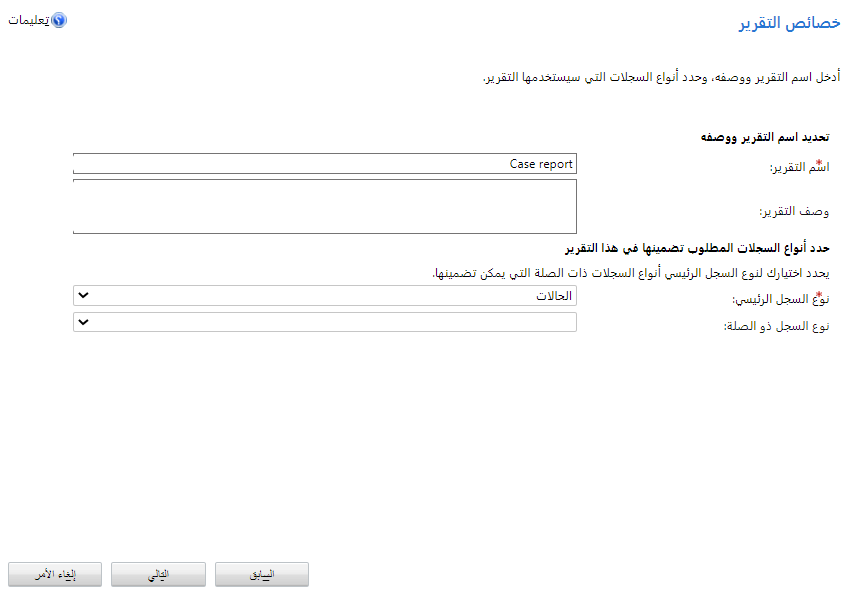 خصائص التقرير
تعليمات
أدخل اسم التقرير ووصفه، وحدد أنواع السجلات التي سيستخدمها التقرير.
تحديد اسم التقرير ووصفه
اسم التقرير:* Case report
وصف التقرير:
حدد أنواع السجلات المطلوب تضمينها في هذا التقرير
يحدد اختيارك لنوع السجل الرئيسي أنواع السجلات ذات الصلة التي يمكن تضمينها.
نوع السجل الرئيسي:* الحالات
نوع السجل ذو الصلة:
السابق التالي إلغاء الأمر